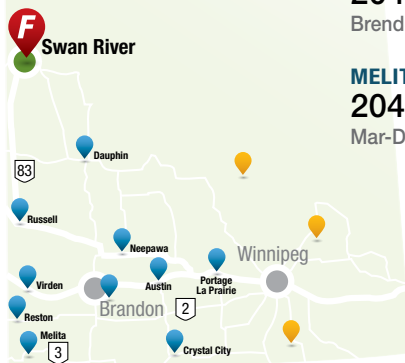 204
Brend
F
Swan River
MELIT
204
Mar-D
Dauphin
83
Russell
Neepawa
Winnipeg
Virden
Austin
Portage
La Prairie
Brandon
2
Reston
Melita
3
Crystal City